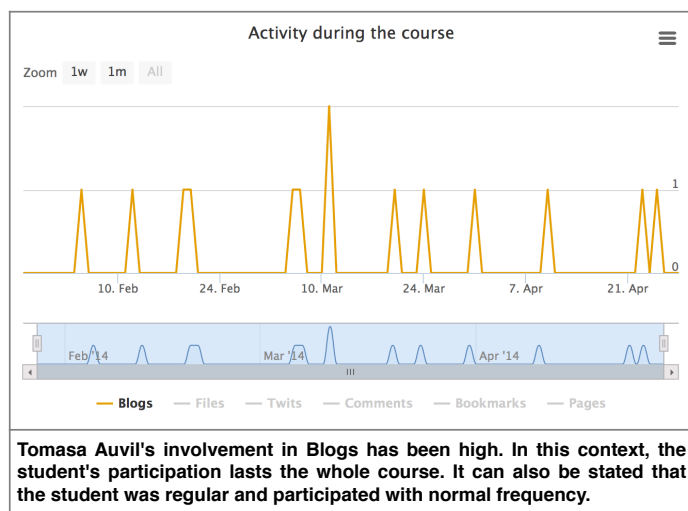 Activity during the course
Zoom 1w 1m All
1
0
10. Feb 24. Feb 10. Mar 24. Mar 7. Apr 21. Apr
Feb '14 Mar '14 Apr '14
Blogs Files Twits Comments Bookmarks Pages
Tomasa Auvil's involvement in Blogs has been high. In this context, the
student's participation lasts the whole course. It can also be stated that
the student was regular and participated with normal frequency.